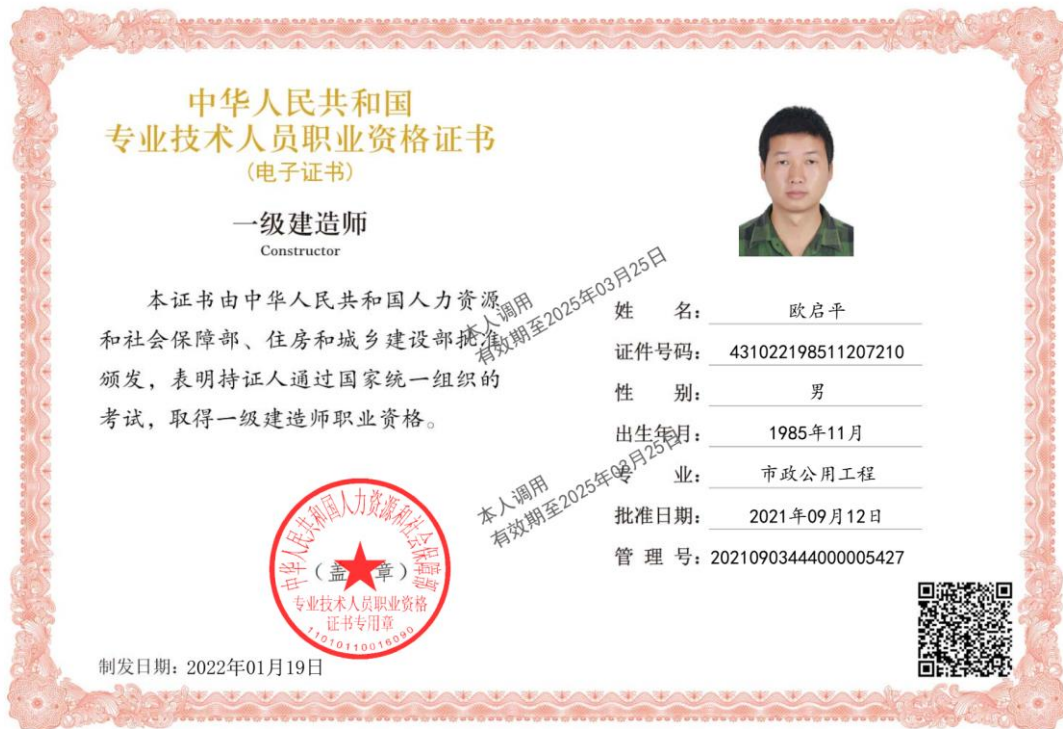 中华人民共和国
专业技术人员职业资格证书
(电子证书)
一级建造师
Constructor
本证书由中华人民共和国人力资源
和社会保障部、住房和城乡建设部批准
颁发，表明持证人通过国家统一组织的
考试，取得一级建造师职业资格。
本人调用
有效期至2025年03月25日
姓 名： 欧启平
证件号码： 431022198511207210
性 别： 男
出生年月： 1985年11月
专 业： 市政公用工程
批准日期： 2021年09月12日
管 理 号： 20210903444000005427
本人调用
有效期至2025年03月25日
中华人民共和国人力资源和社会保障部
（盖 章）
专业技术人员职业资格
证书专用章
11010110016090
制发日期：2022年01月19日